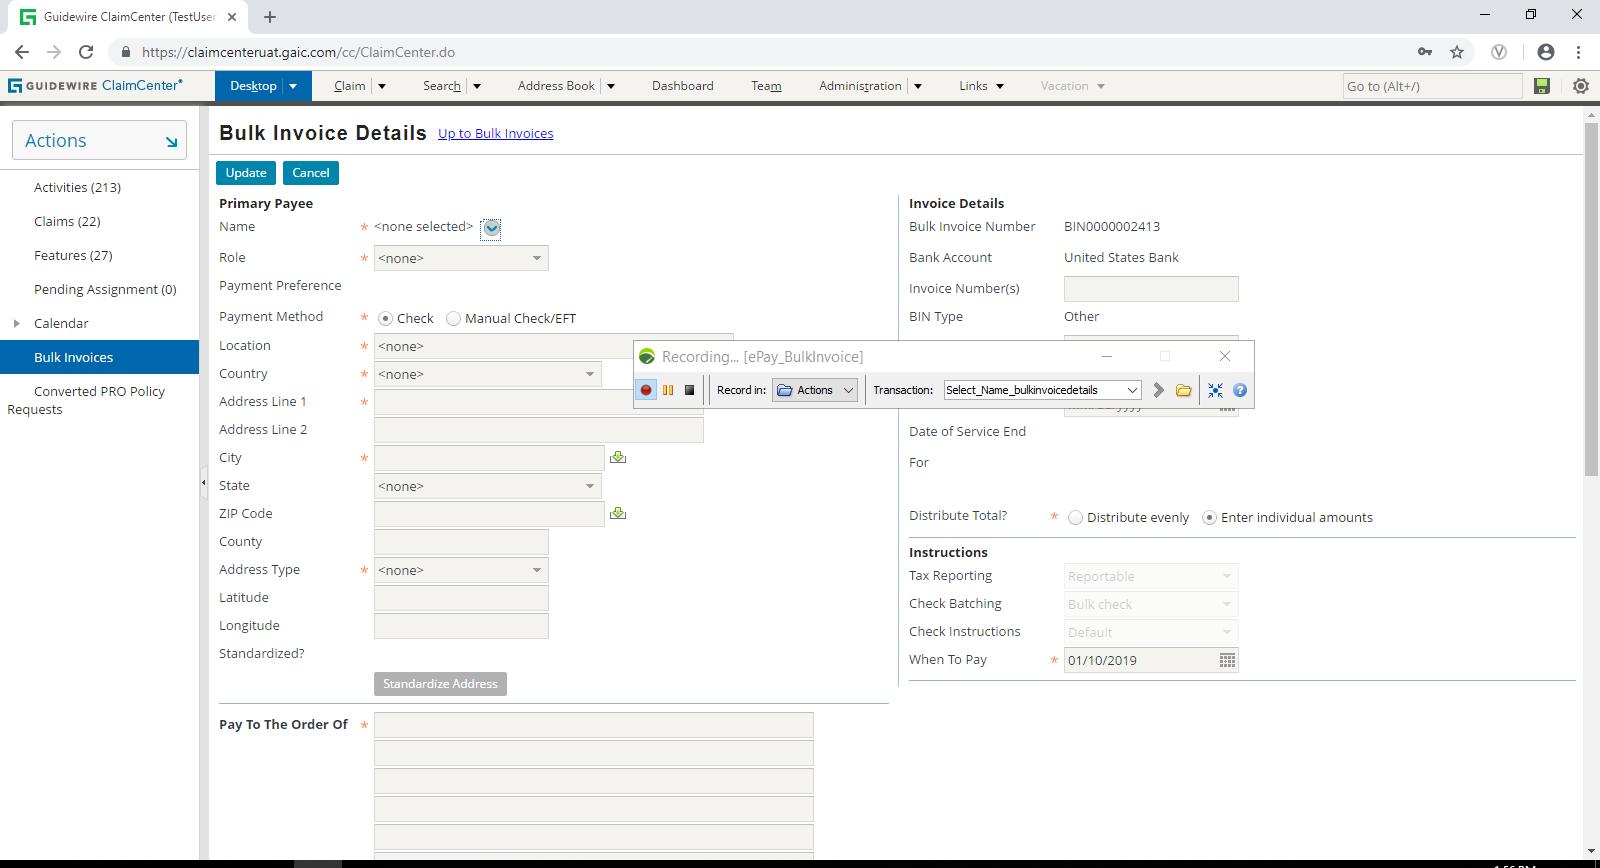 Guidewire ClaimCenter (TestUser
https://claimcenteruat.gaic.com/cc/ClaimCenter.do
GUIDEWIRE ClaimCenter®
Desktop
Claim
Search
Address Book
Dashboard
Team
Administration
Links
Vacation
Go to (Alt+/)
Actions
Activities (213)
Claims (22)
Features (27)
Pending Assignment (0)
Calendar
Bulk Invoices
Converted PRO Policy
Requests
Bulk Invoice Details Up to Bulk Invoices
Update Cancel
Primary Payee
Name * <none selected>
Role * <none>
Payment Preference
Payment Method * Check Manual Check/EFT
Location <none>
Country * <none>
Address Line 1 *
Address Line 2
City *
State <none>
ZIP Code
County
Address Type * <none>
Latitude
Longitude
Standardized?
Standardize Address
Pay To The Order Of *
Invoice Details
Bulk Invoice Number BIN0000002413
Bank Account United States Bank
Invoice Number(s)
BIN Type Other
Recording... [ePay_BulkInvoice]
Record in: Actions Transaction: Select_Name_bulkinvoicedetails
Date of Service End
For
Distribute Total? * Distribute evenly Enter individual amounts
Instructions
Tax Reporting Reportable
Check Batching Bulk check
Check Instructions Default
When To Pay * 01/10/2019